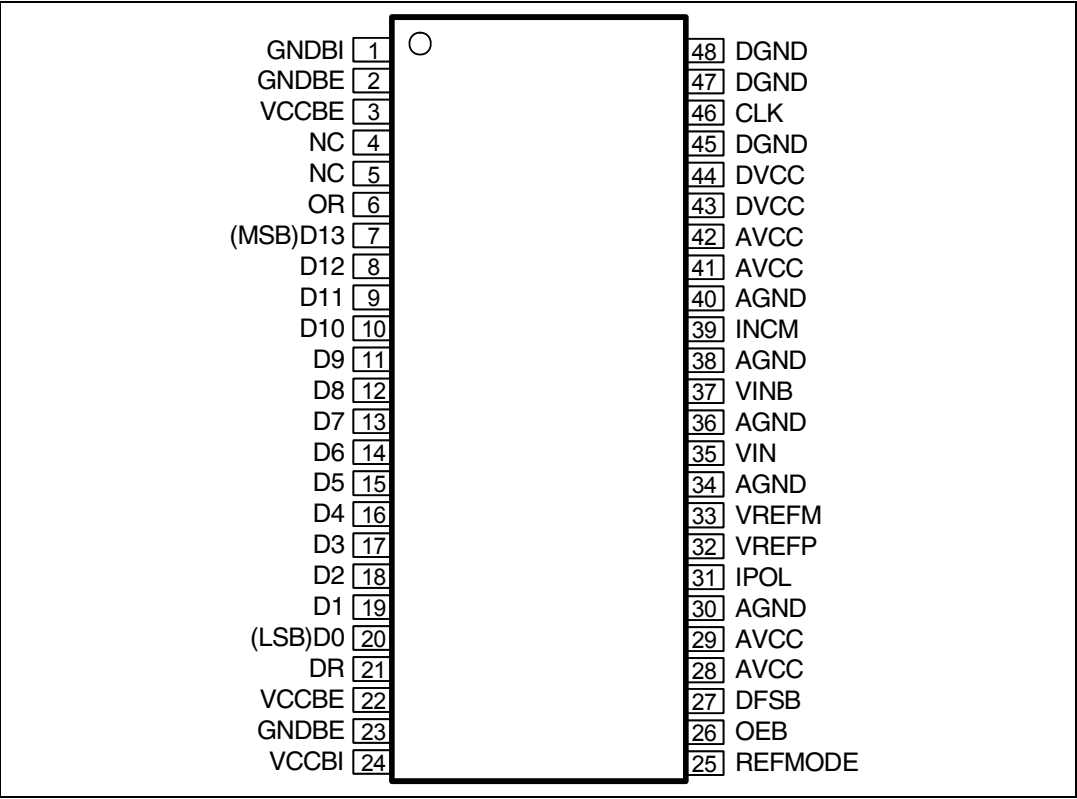 GNDBI 1 48 DGND
GNDBE 2 47 DGND
VCCBE 3 46 CLK
NC 4 45 DGND
NC 5 44 DVCC
OR 6 43 DVCC
(MSB)D13 7 42 AVCC
D12 8 41 AVCC
D11 9 40 AGND
D10 10 39 INCM
D9 11 38 AGND
D8 12 37 VINB
D7 13 36 AGND
D6 14 35 VIN
D5 15 34 AGND
D4 16 33 VREFM
D3 17 32 VREFP
D2 18 31 IPOL
D1 19 30 AGND
(LSB)D0 20 29 AVCC
DR 21 28 AVCC
VCCBE 22 27 DFSB
GNDBE 23 26 OEB
VCCBI 24 25 REFMODE